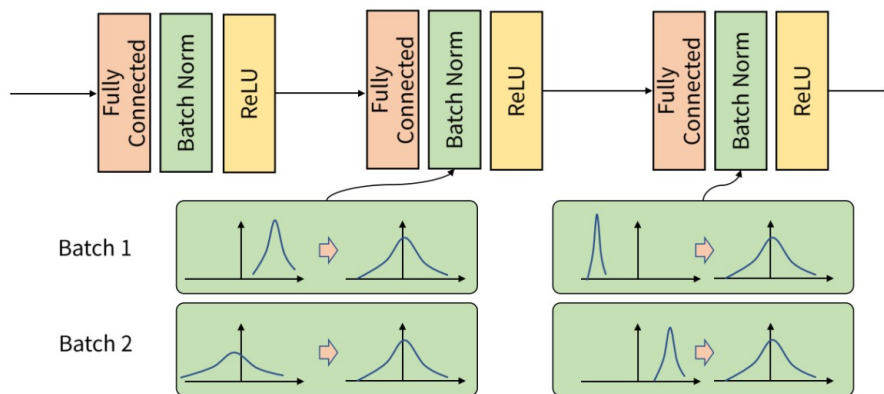 Fully
Connected
Batch Norm
ReLU
Fully
Connected
Batch Norm
ReLU
Fully
Connected
Batch Norm
ReLU
Batch 1
Batch 2